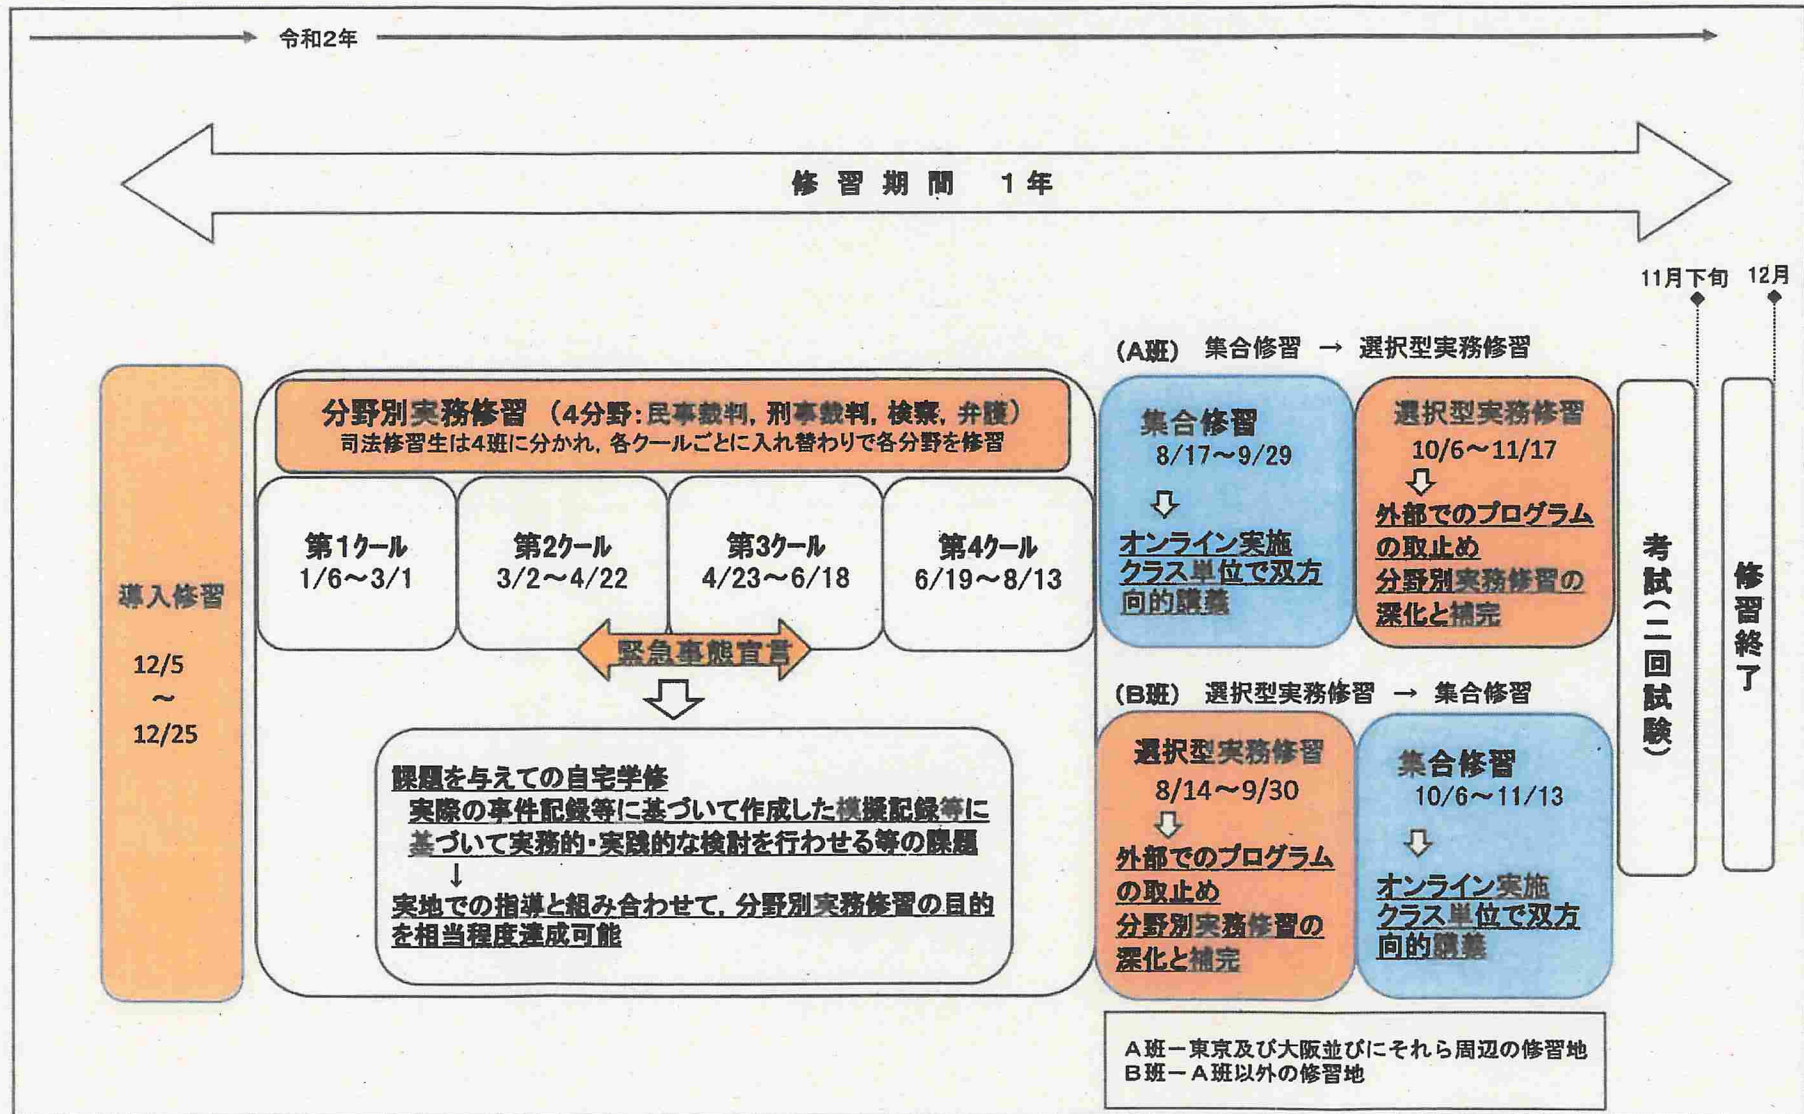 令和2年
修習期間 1年
11月下旬 12月
導入修習
12/5
～
12/25
分野別実務修習 (4分野:民事裁判, 刑事裁判, 検察, 弁護)
司法修習生は4班に分かれ, 各クールごとに入れ替わりで各分野を修習
第1クール
1/6～3/1
第2クール
3/2～4/22
第3クール
4/23～6/18
第4クール
6/19～8/13
緊急事態宣言
課題を与えての自宅学修
実際の事件記録等に基づいて作成した模擬記録等に
基づいて実務的・実践的な検討を行わせる等の課題
↓
実地での指導と組み合わせて, 分野別実務修習の目的
を相当程度達成可能
(A班) 集合修習 → 選択型実務修習
集合修習
8/17～9/29
オンライン実施
クラス単位で双方
向的講義
選択型実務修習
10/6～11/17
外部でのプログラム
の取止め
分野別実務修習の
深化と補完
(B班) 選択型実務修習 → 集合修習
選択型実務修習
8/14～9/30
外部でのプログラム
の取止め
分野別実務修習の
深化と補完
集合修習
10/6～11/13
オンライン実施
クラス単位で双方
向的講義
A班－東京及び大阪並びにそれら周辺の修習地
B班－A班以外の修習地
考試(二回試験)
修習終了